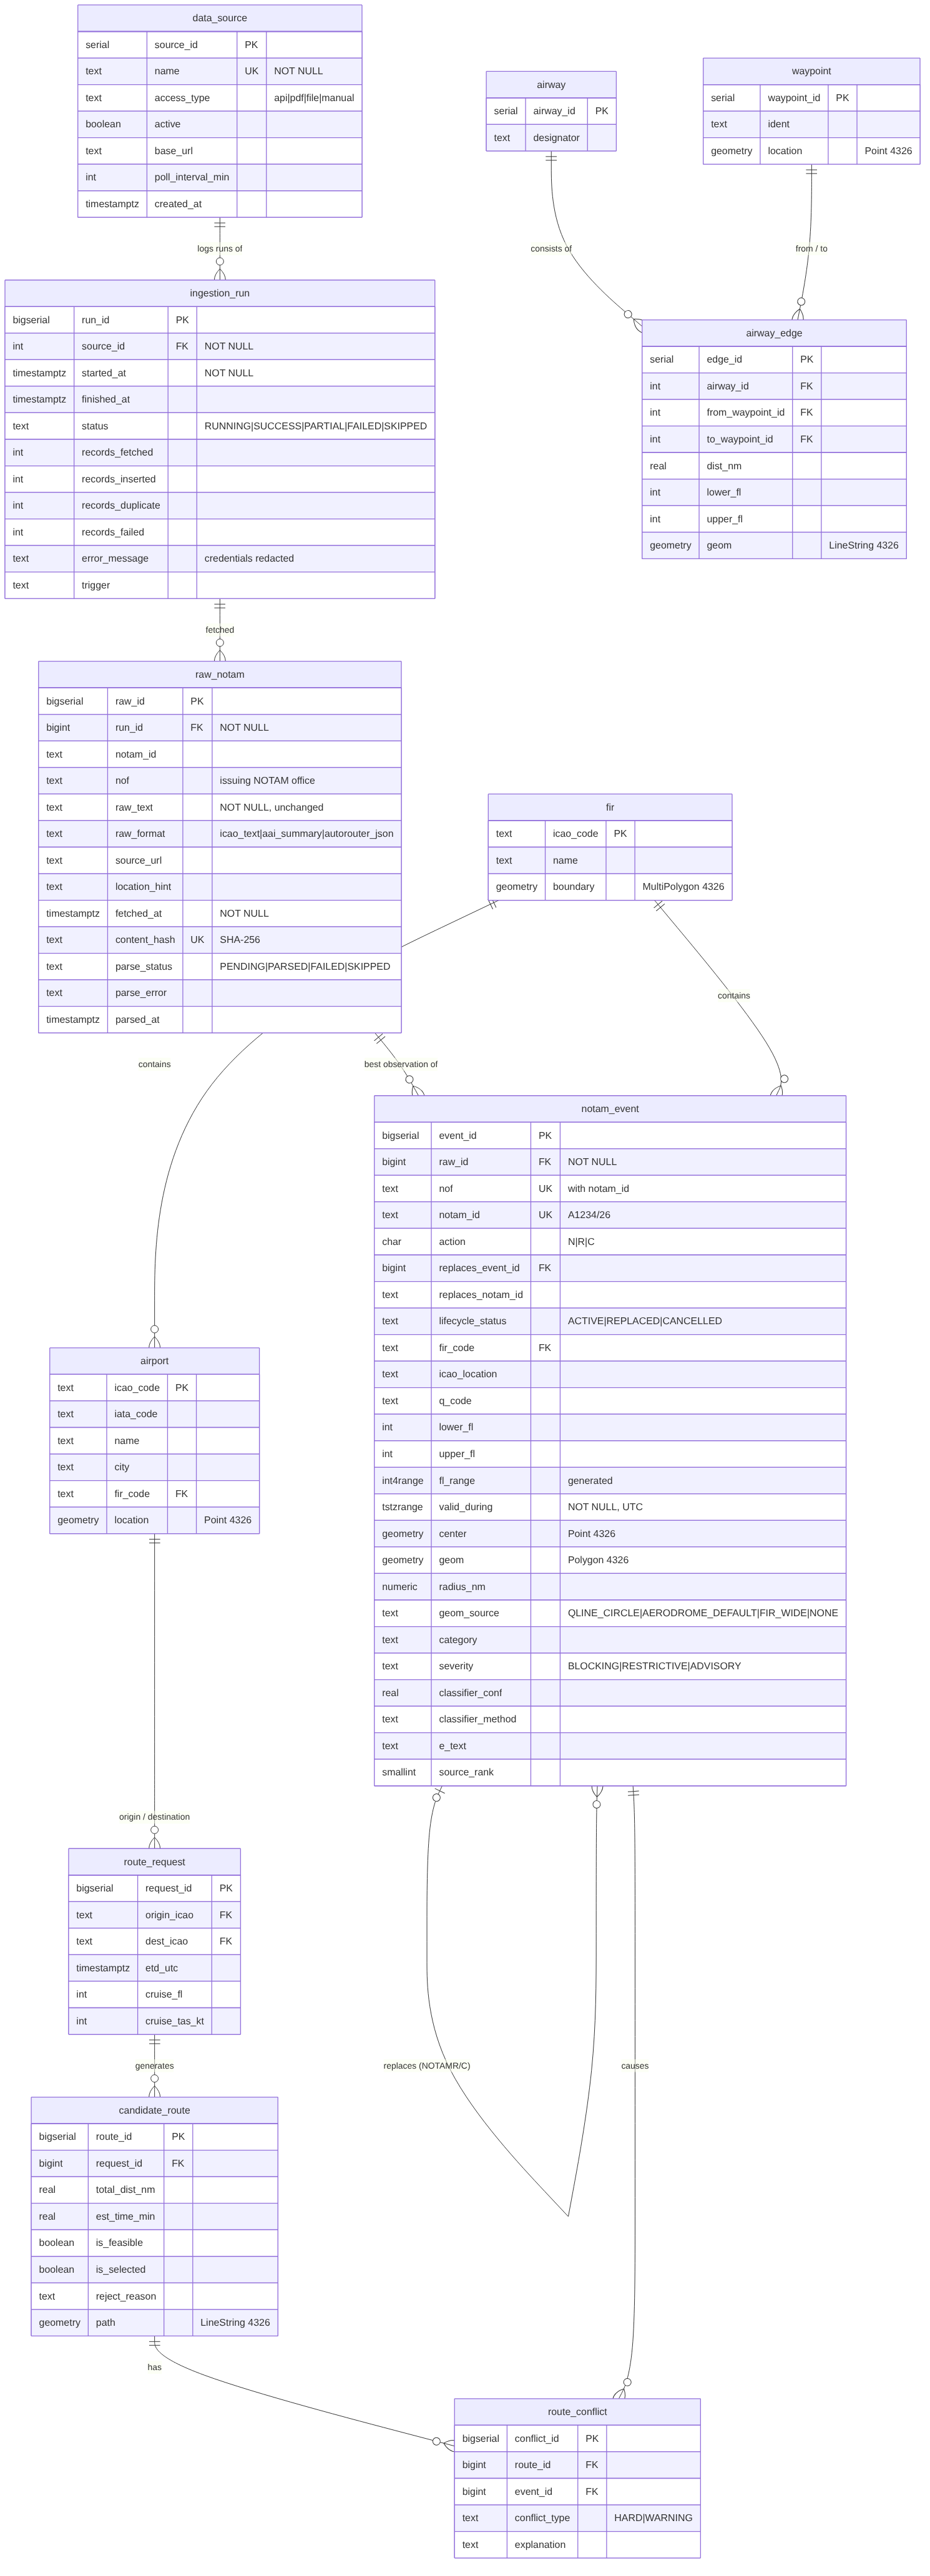 data_source
serial source_id PK
text name UK NOT NULL
text access_type api|pdf|file|manual
boolean active
text base_url
int poll_interval_min
timestamptz created_at
airway
serial airway_id PK
text designator
waypoint
serial waypoint_id PK
text ident
geometry location Point 4326
logs runs of
consists of
from / to
ingestion_run
bigserial run_id PK
int source_id FK NOT NULL
timestamptz started_at NOT NULL
timestamptz finished_at
text status RUNNING|SUCCESS|PARTIAL|FAILED|SKIPPED
int records_fetched
int records_inserted
int records_duplicate
int records_failed
text error_message credentials redacted
text trigger
airway_edge
serial edge_id PK
int airway_id FK
int from_waypoint_id FK
int to_waypoint_id FK
real dist_nm
int lower_fl
int upper_fl
geometry geom LineString 4326
fetched
raw_notam
bigserial raw_id PK
bigint run_id FK NOT NULL
text notam_id
text nof issuing NOTAM office
text raw_text NOT NULL, unchanged
text raw_format icao_text|aai_summary|autorouter_json
text source_url
text location_hint
timestamptz fetched_at NOT NULL
text content_hash UK SHA-256
text parse_status PENDING|PARSED|FAILED|SKIPPED
text parse_error
timestamptz parsed_at
fir
text icao_code PK
text name
geometry boundary MultiPolygon 4326
contains
contains
best observation of
notam_event
bigserial event_id PK
bigint raw_id FK NOT NULL
text nof UK with notam_id
text notam_id UK A1234/26
char action N|R|C
bigint replaces_event_id FK
text replaces_notam_id
text lifecycle_status ACTIVE|REPLACED|CANCELLED
text fir_code FK
text icao_location
text q_code
int lower_fl
int upper_fl
int4range fl_range generated
tstzrange valid_during NOT NULL, UTC
geometry center Point 4326
geometry geom Polygon 4326
numeric radius_nm
text geom_source QLINE_CIRCLE|AERODROME_DEFAULT|FIR_WIDE|NONE
text category
text severity BLOCKING|RESTRICTIVE|ADVISORY
real classifier_conf
text classifier_method
text e_text
smallint source_rank
airport
text icao_code PK
text iata_code
text name
text city
text fir_code FK
geometry location Point 4326
origin / destination
route_request
bigserial request_id PK
text origin_icao FK
text dest_icao FK
timestamptz etd_utc
int cruise_fl
int cruise_tas_kt
generates
replaces (NOTAMR/C)
causes
candidate_route
bigserial route_id PK
bigint request_id FK
real total_dist_nm
real est_time_min
boolean is_feasible
boolean is_selected
text reject_reason
geometry path LineString 4326
has
route_conflict
bigserial conflict_id PK
bigint route_id FK
bigint event_id FK
text conflict_type HARD|WARNING
text explanation